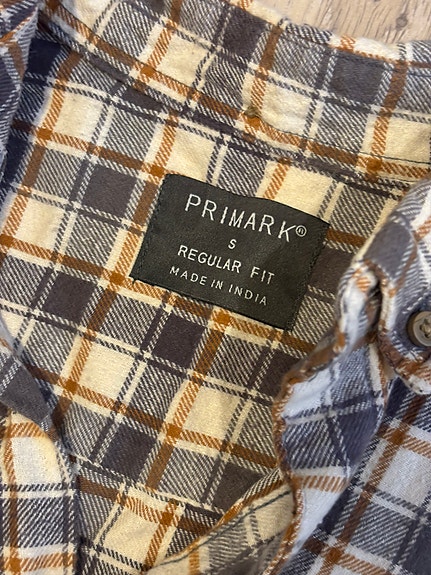 PRIMARK®
S
REGULAR FIT
MADE IN INDIA